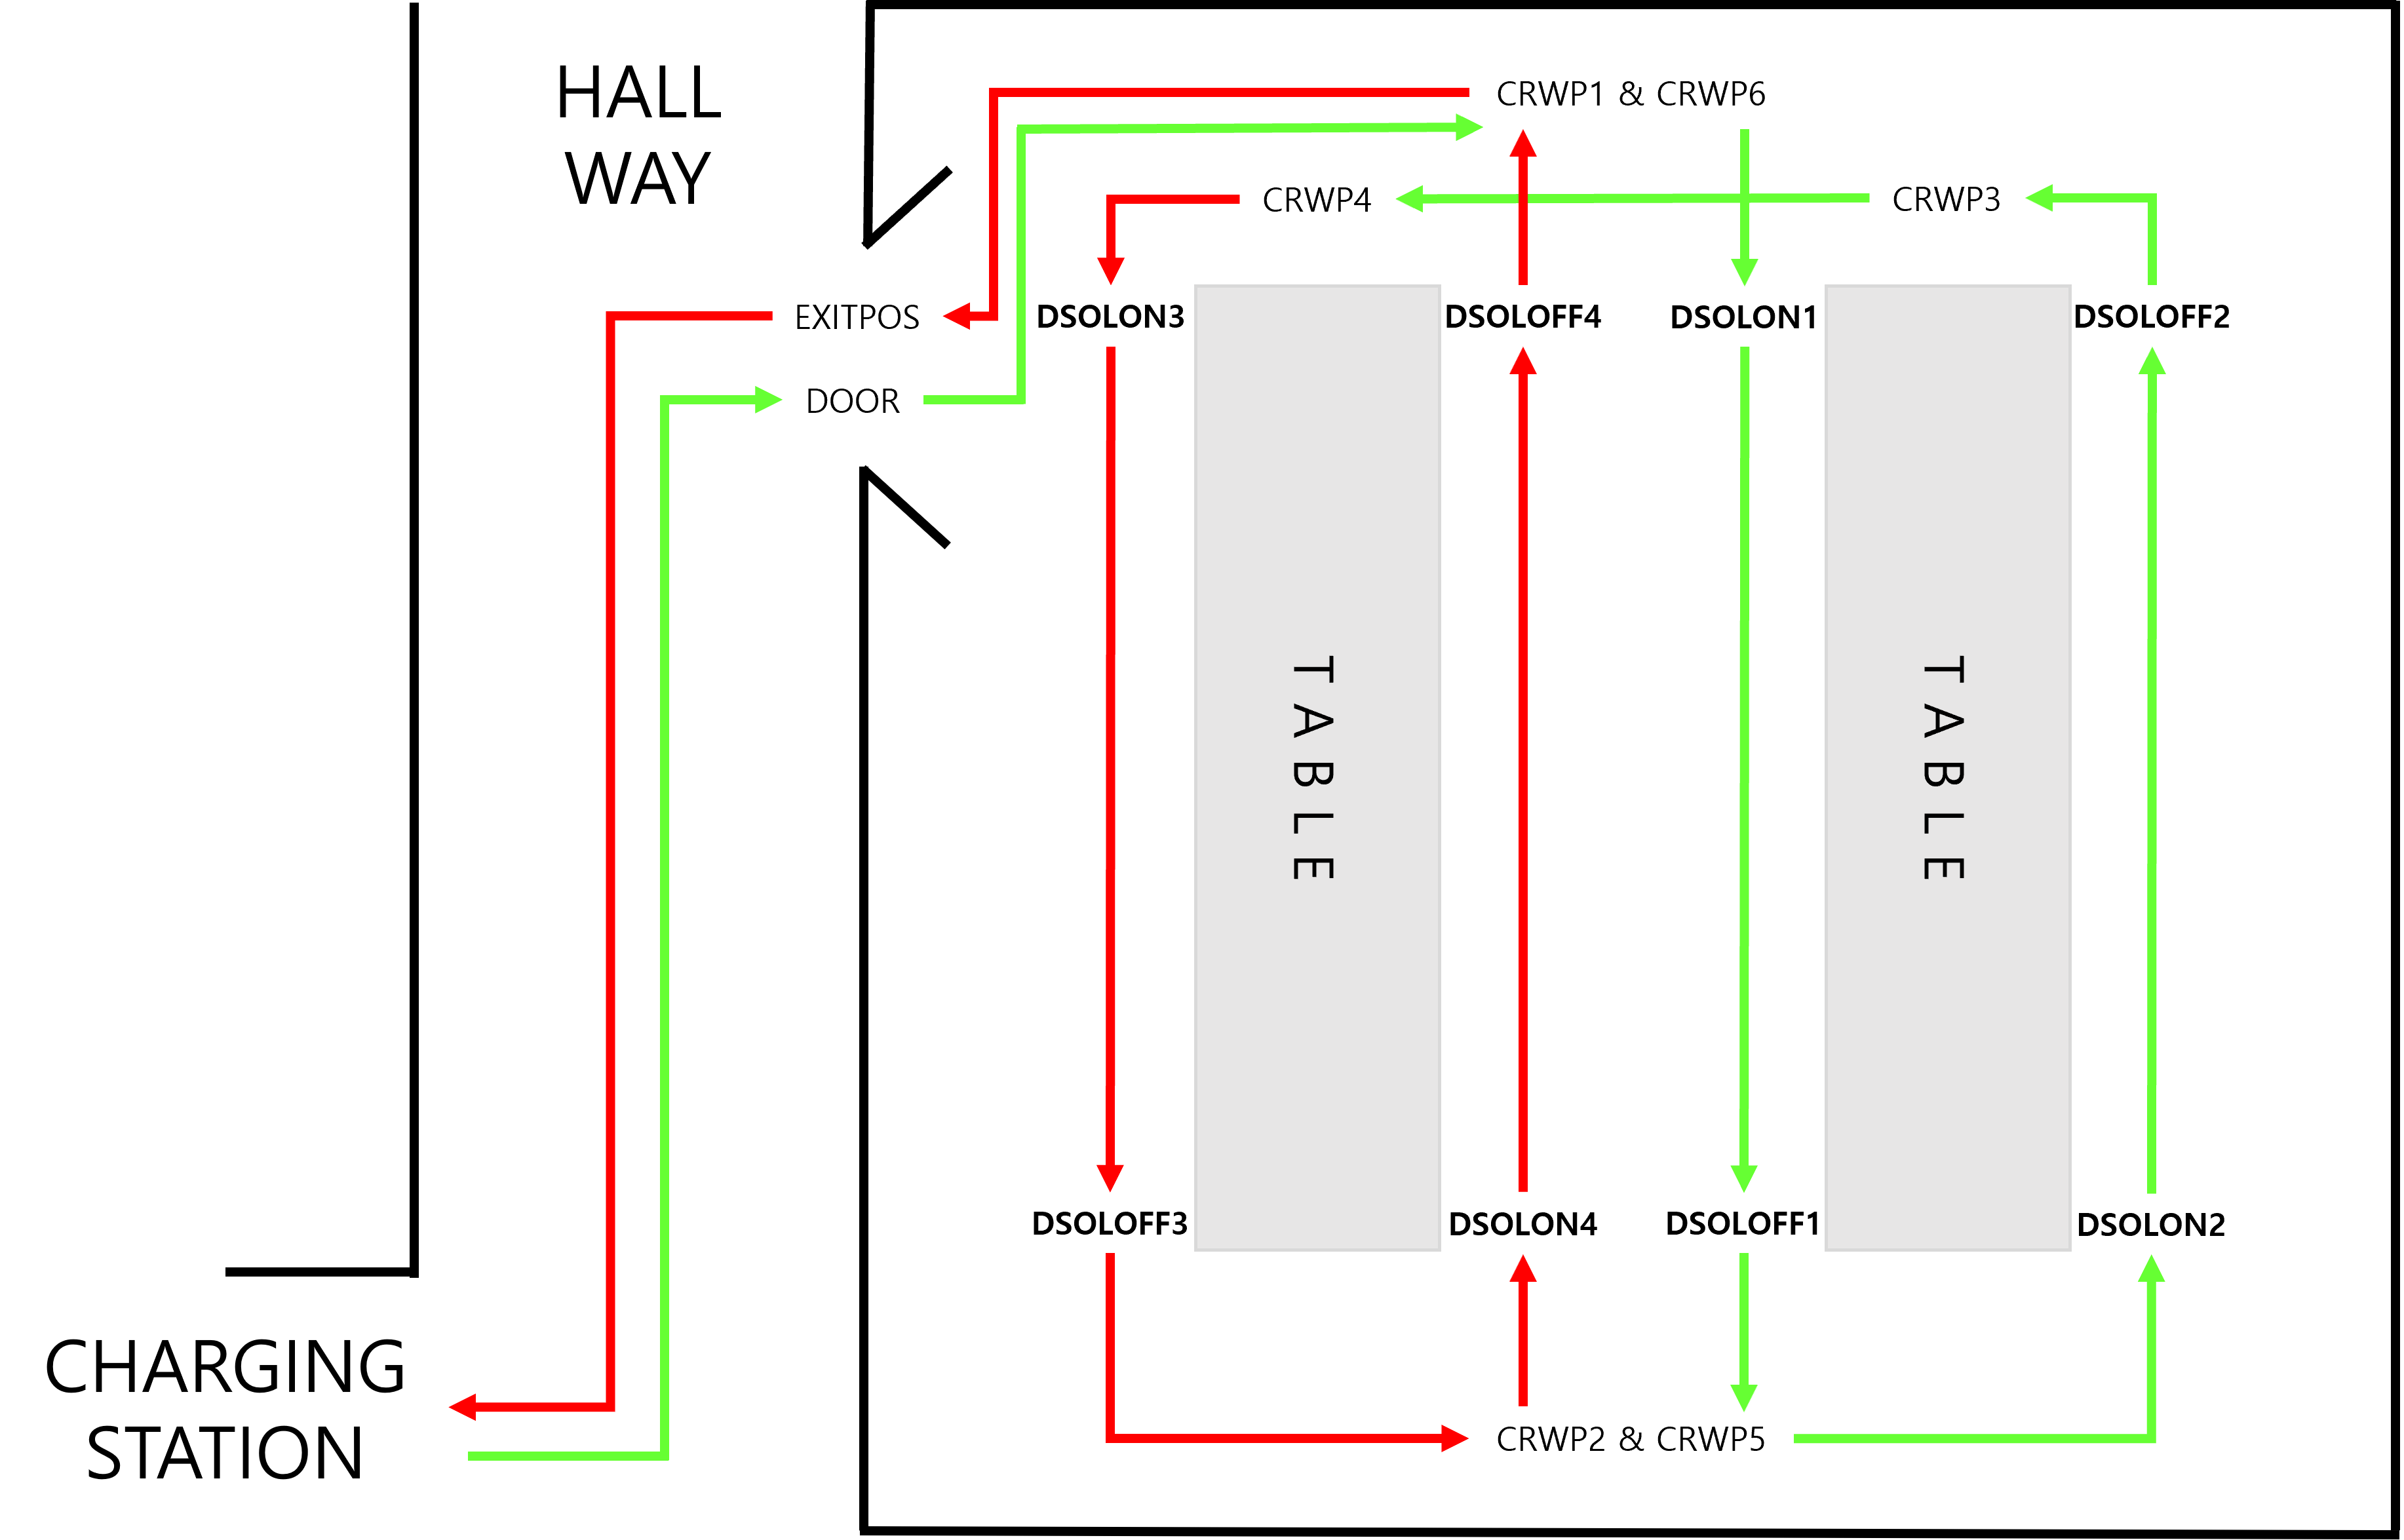 HALL
WAY
CRWP1 & CRWP6
CRWP4
CRWP3
EXITPOS
DSOLON3
DSOLOFF4
DSOLON1
DSOLOFF2
DOOR
TABLE
TABLE
DSOLOFF3
DSOLON4
DSOLOFF1
DSOLON2
CHARGING
STATION
CRWP2 & CRWP5